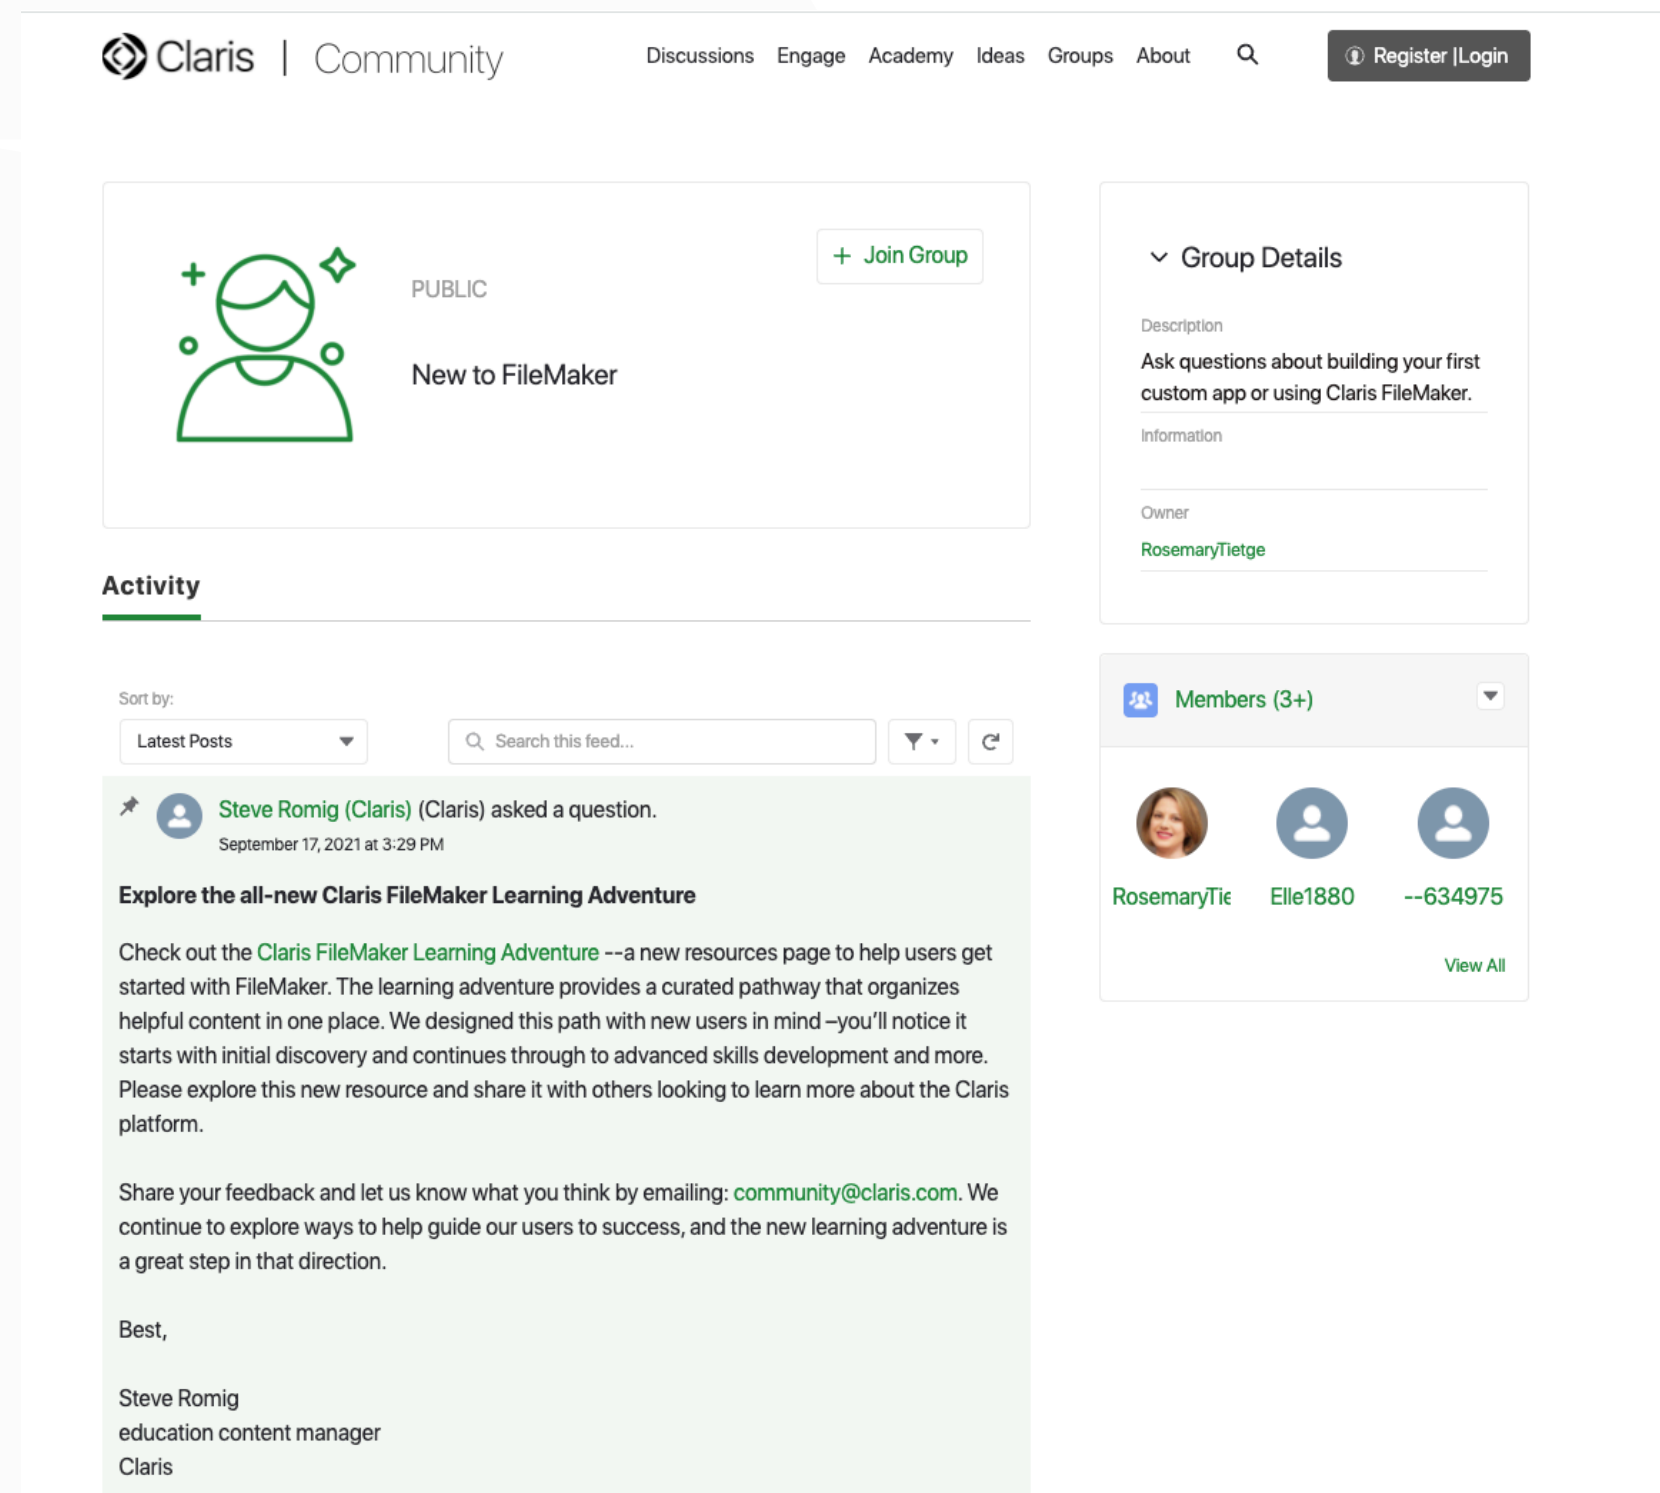 Claris | Community
Discussions Engage Academy Ideas Groups About
Register |Login
PUBLIC
New to FileMaker
+ Join Group
Group Details
Description
Ask questions about building your first
custom app or using Claris FileMaker.
Information
Owner
RosemaryTietge
Activity
Sort by:
Latest Posts
Search this feed...
Members (3+)
RosemaryTie
Elle1880
--634975
View All
Steve Romig (Claris) (Claris) asked a question.
September 17, 2021 at 3:29 PM
Explore the all-new Claris FileMaker Learning Adventure
Check out the Claris FileMaker Learning Adventure --a new resources page to help users get
started with FileMaker. The learning adventure provides a curated pathway that organizes
helpful content in one place. We designed this path with new users in mind –you'll notice it
starts with initial discovery and continues through to advanced skills development and more.
Please explore this new resource and share it with others looking to learn more about the Claris
platform.
Share your feedback and let us know what you think by emailing: community@claris.com. We
continue to explore ways to help guide our users to success, and the new learning adventure is
a great step in that direction.
Best,
Steve Romig
education content manager
Claris